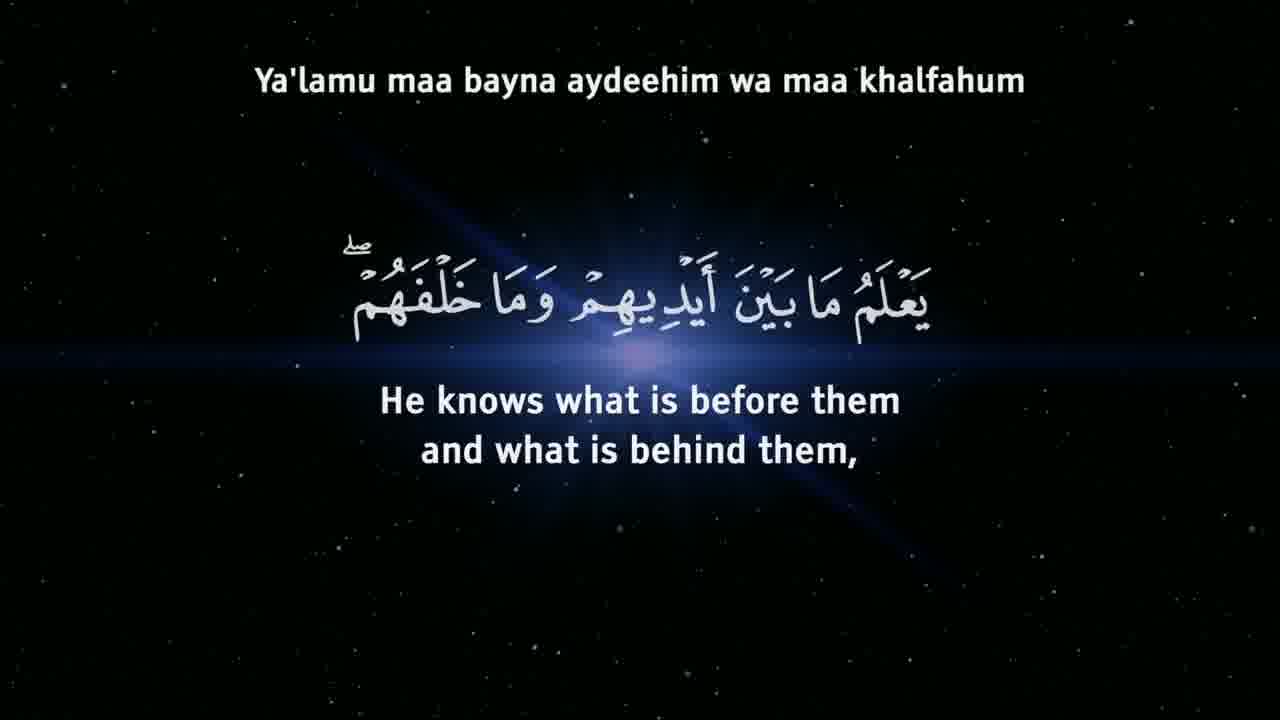 Ya'lamu maa bayna aydeehim wa maa khalfahum
يَعْلَمُ مَا بَيْنَ أَيْدِيهِمْ وَمَا خَلْفَهُمْ ۖ
He knows what is before them
and what is behind them,